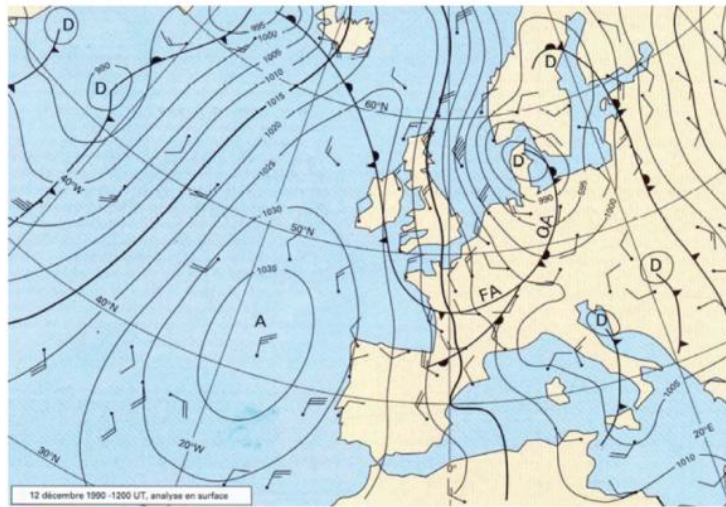 D
995
1000
1005
1010
1015
1020
1025
1030
1035
990
D
D
D
60°N
40°W
50°N
40°N
30°N
20°W
A
990
995
1000
OA
FA
D
D
1005
1010
20°E
0°
12 décembre 1990 -1200 UT, analyse en surface